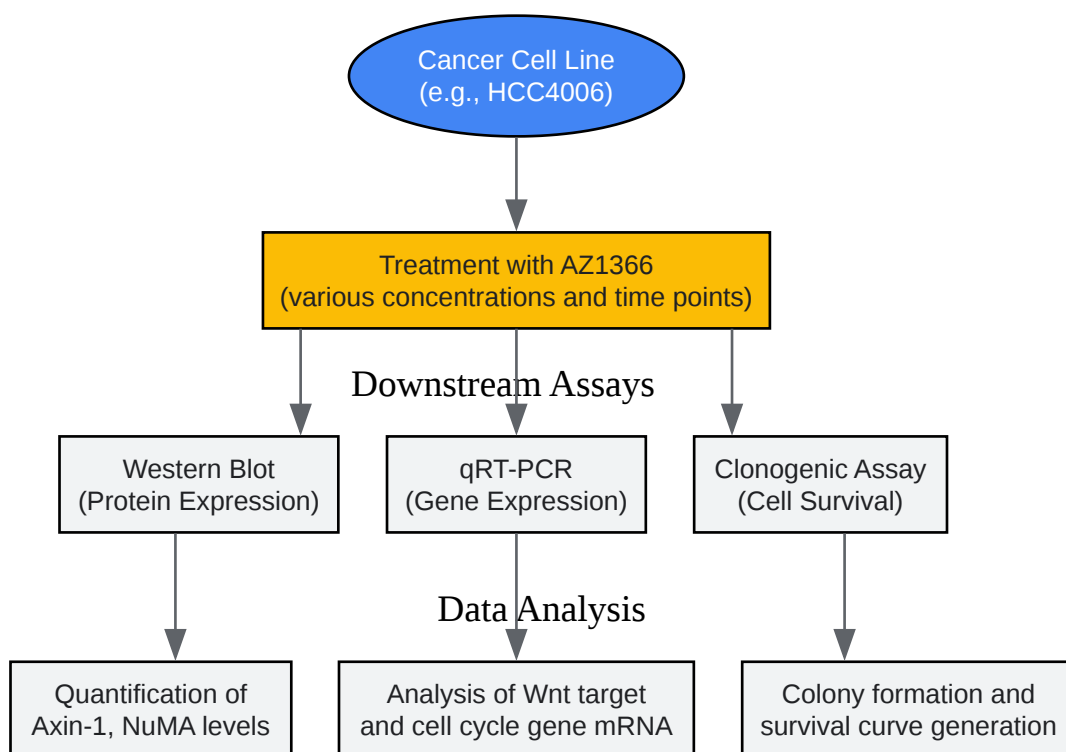 Cancer Cell Line
(e.g., HCC4006)
Treatment with AZ1366
(various concentrations and time points)
Downstream Assays
Western Blot
(Protein Expression)
qRT-PCR
(Gene Expression)
Clonogenic Assay
(Cell Survival)
Data Analysis
Quantification of
Axin-1, NuMA levels
Analysis of Wnt target
and cell cycle gene mRNA
Colony formation and
survival curve generation